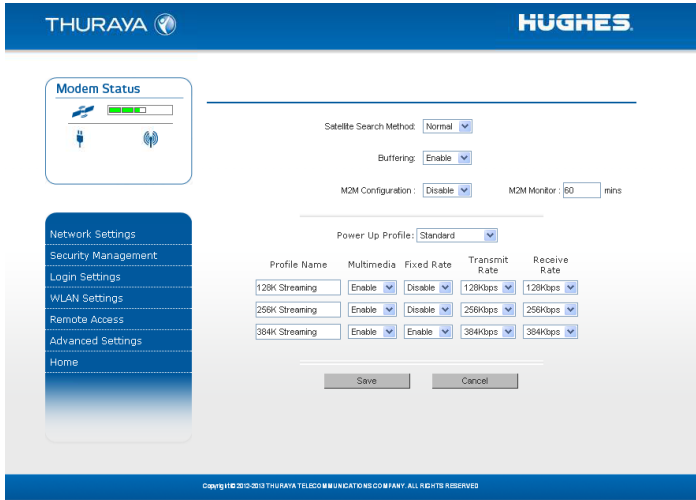 THURAYA
HUGHES.
Modem Status
Satellite Search Method: Normal
Buffering: Enable
M2M Configuration : Disable M2M Monitor : 60 mins
Network Settings
Security Management
Login Settings
WLAN Settings
Remote Access
Advanced Settings
Home
Power Up Profile: Standard
Profile Name Multimedia Fixed Rate Transmit Rate Receive Rate
128K Streaming Enable Disable 128Kbps 128Kbps
256K Streaming Enable Disable 256Kbps 256Kbps
384K Streaming Enable Enable 384Kbps 384Kbps
Save Cancel
Copyright© 2012-2013 THURAYA TELECOMMUNICATIONS COMPANY. ALL RIGHTS RESERVED